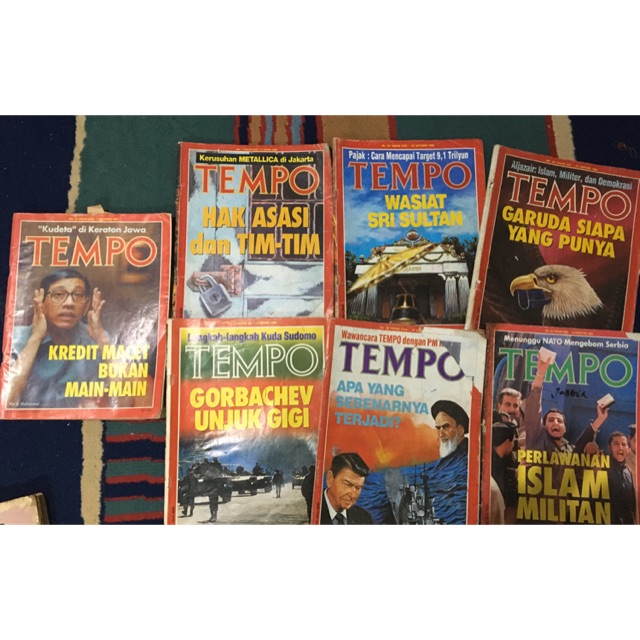 "Kudeta" di Keraton Jawa
TEMPO
KREDIT MACET
BUKAN
MAIN-MAIN
Kerusuhan METALLICA di Jakarta
TEMPO
HAK ASASI
dan TIM-TIM
Pajak : Cara Mencapai Target 9,1 Trilyun
TEMPO
WASIAT
SRI SULTAN
Aljazair: Islam, Militer, dan Demokrasi
TEMPO
GARUDA SIAPA
YANG PUNYA
Langkah-langkah Kuda Sudomo
TEMPO
GORBACHEV
UNJUK GIGI
Wawancara TEMPO dengan PM
TEMPO
APA YANG
SEBENARNYA
TERJADI?
Menunggu NATO Mengebom Serbia
TEMPO
PERLAWANAN
ISLAM
MILITAN